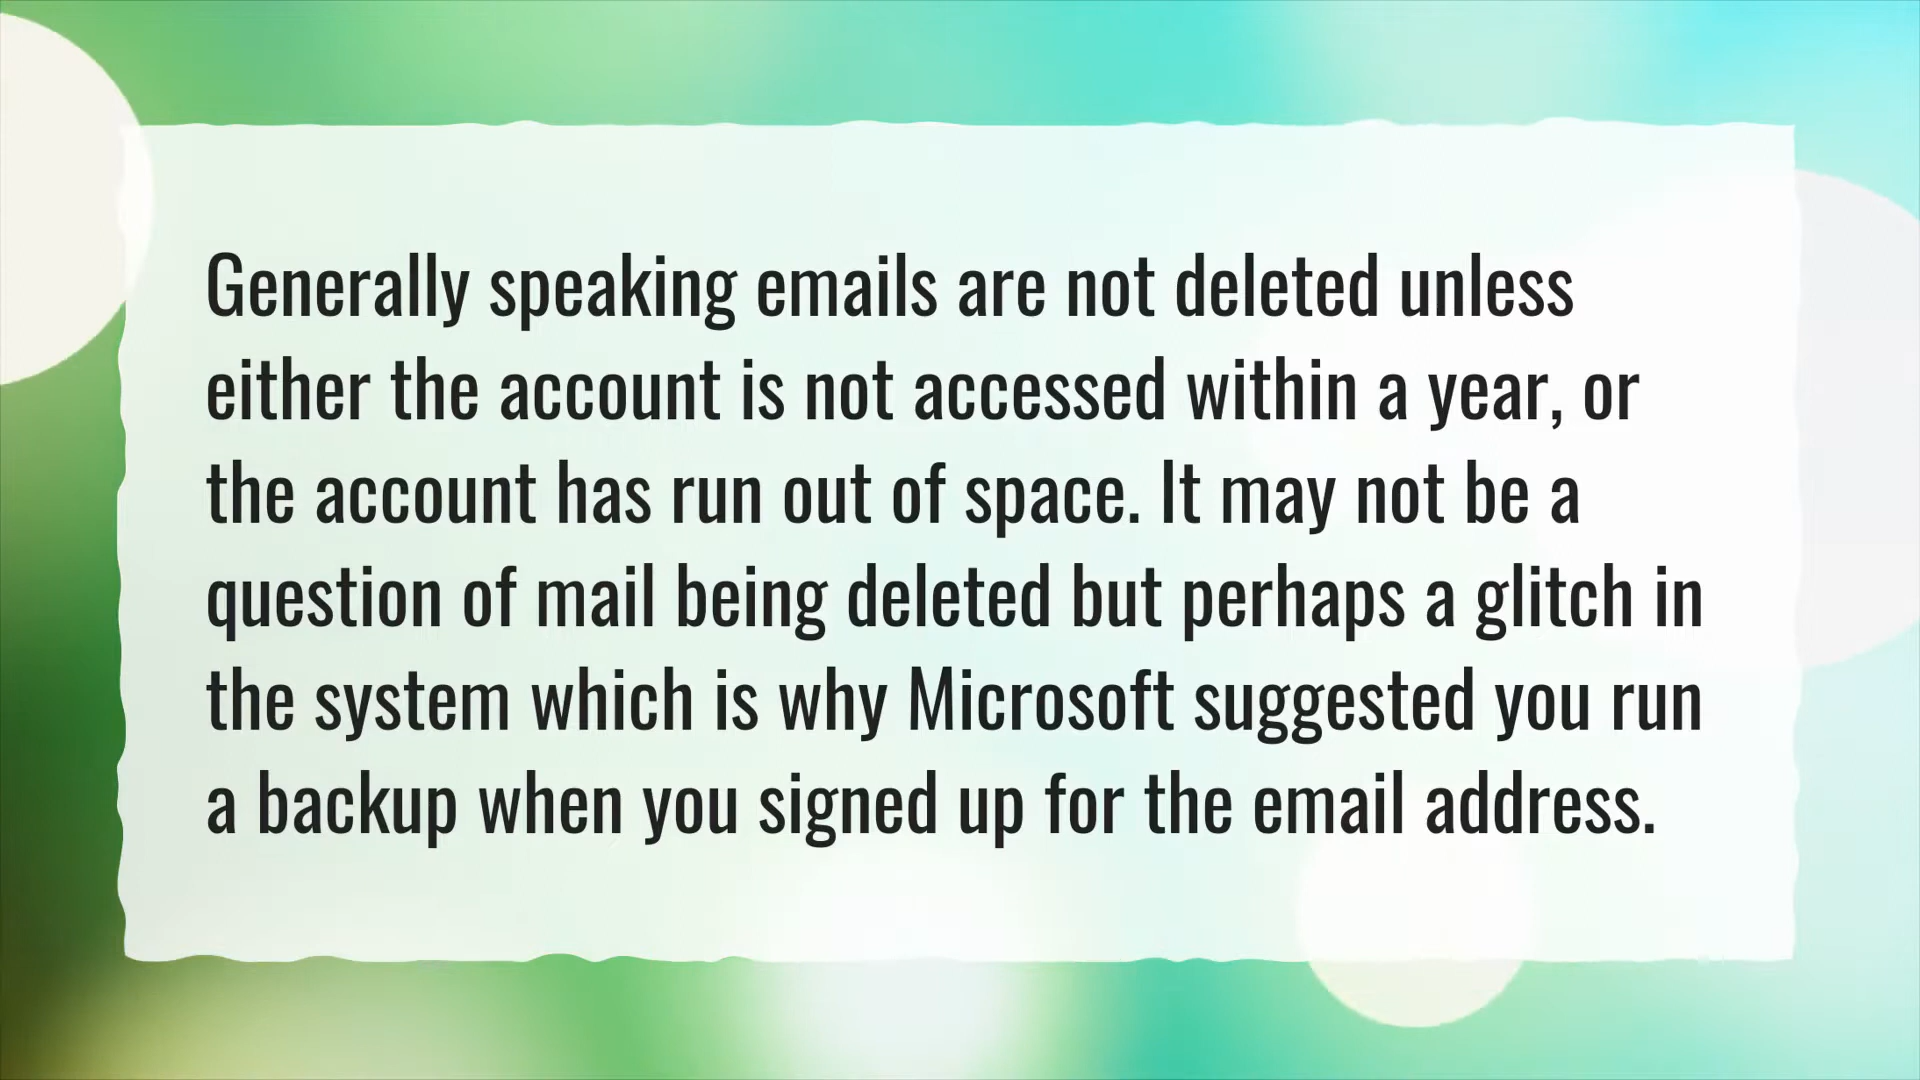 Generally speaking emails are not deleted unless
either the account is not accessed within a year, or
the account has run out of space. It may not be a
question of mail being deleted but perhaps a glitch in
the system which is why Microsoft suggested you run
a backup when you signed up for the email address.